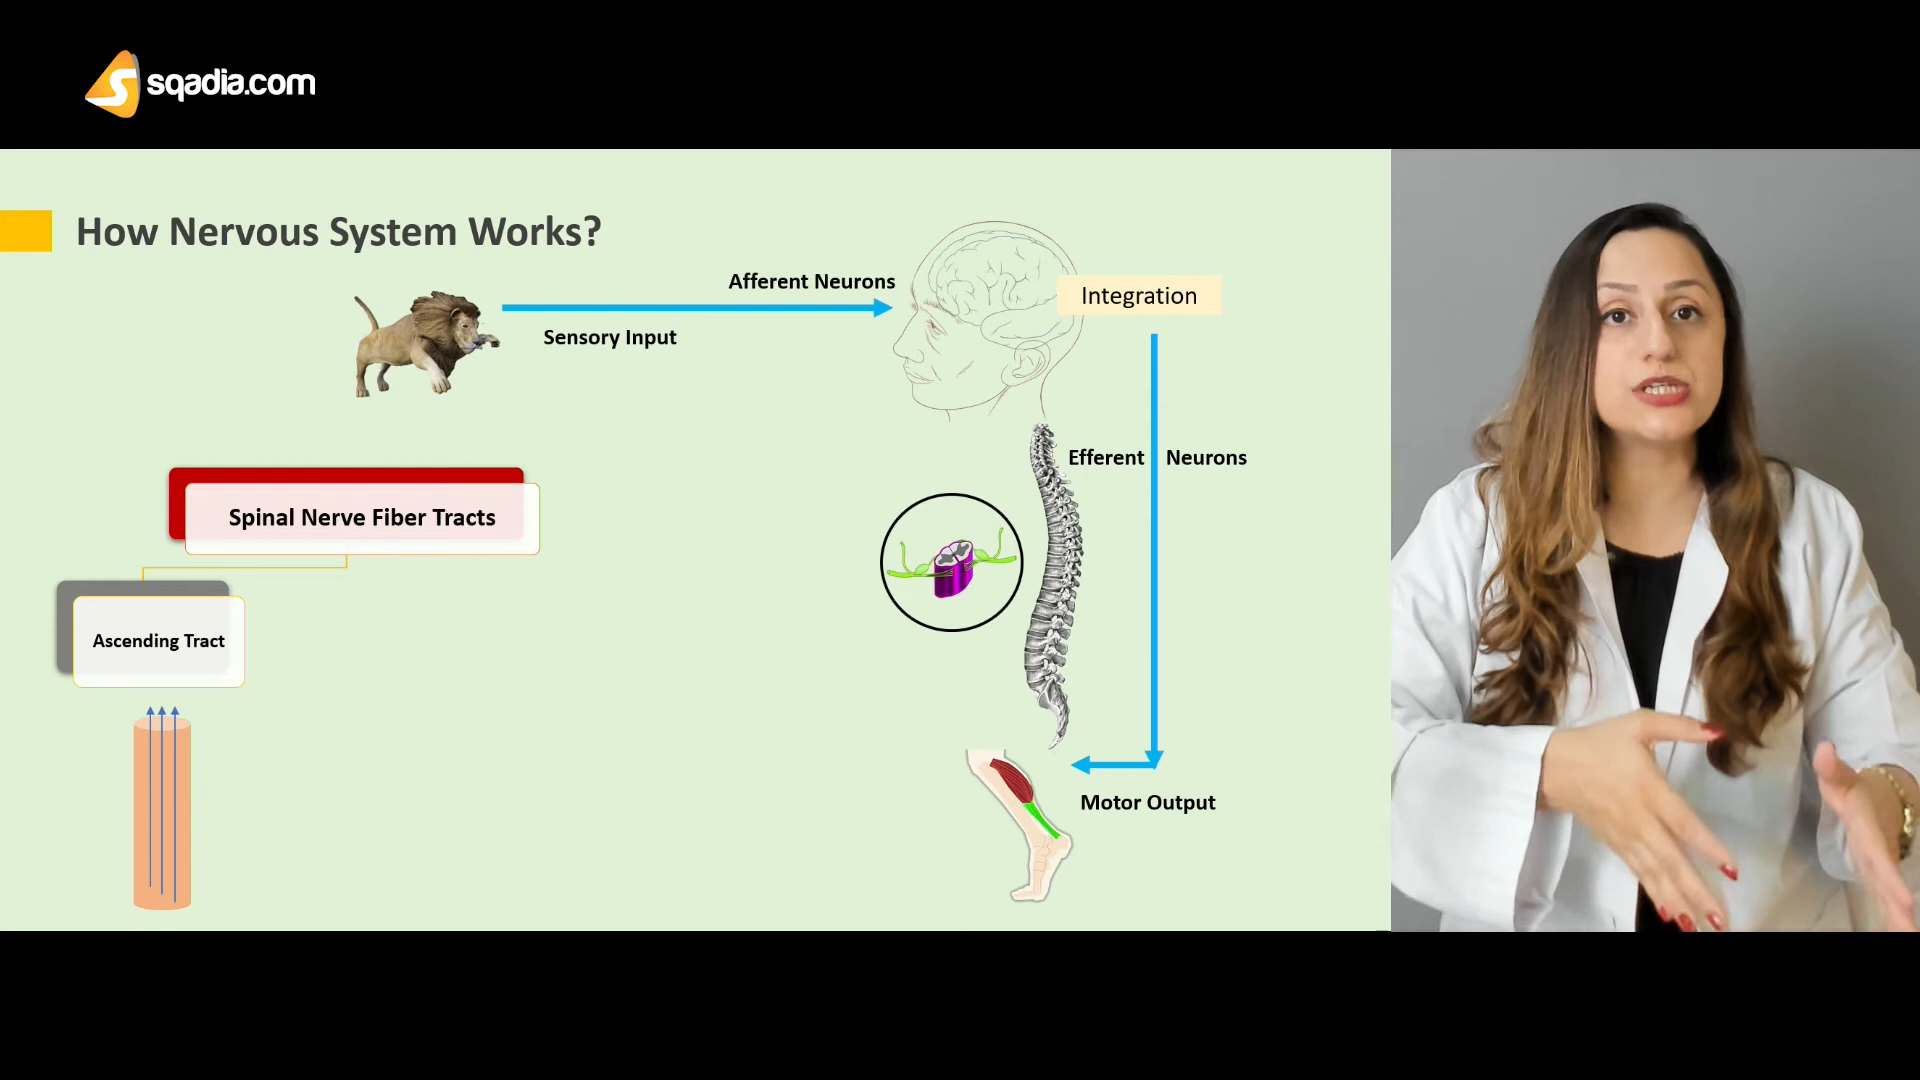 sqadia.com
How Nervous System Works?
Afferent Neurons
Sensory Input
Integration
Efferent Neurons
Spinal Nerve Fiber Tracts
Ascending Tract
Motor Output